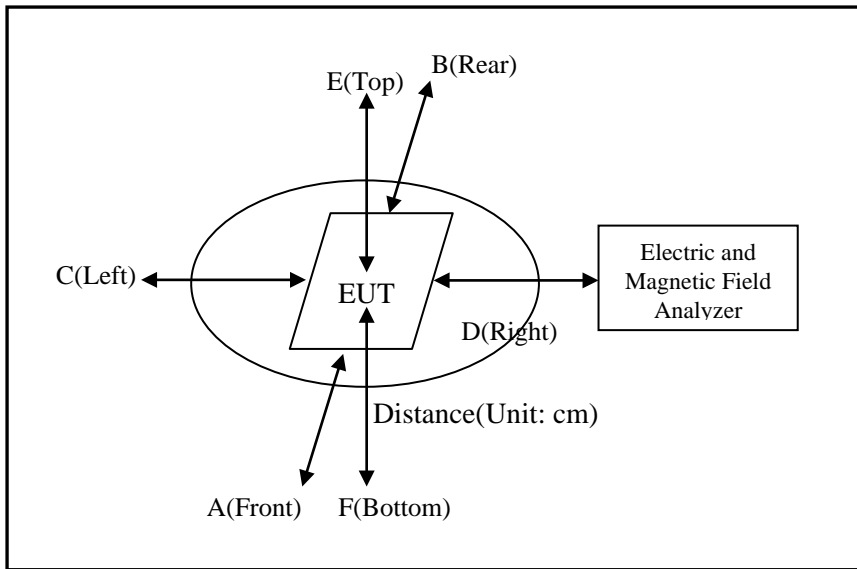 B(Rear)
E(Top)
C(Left)
EUT
Electric and
Magnetic Field
Analyzer
D(Right)
Distance(Unit: cm)
A(Front)
F(Bottom)